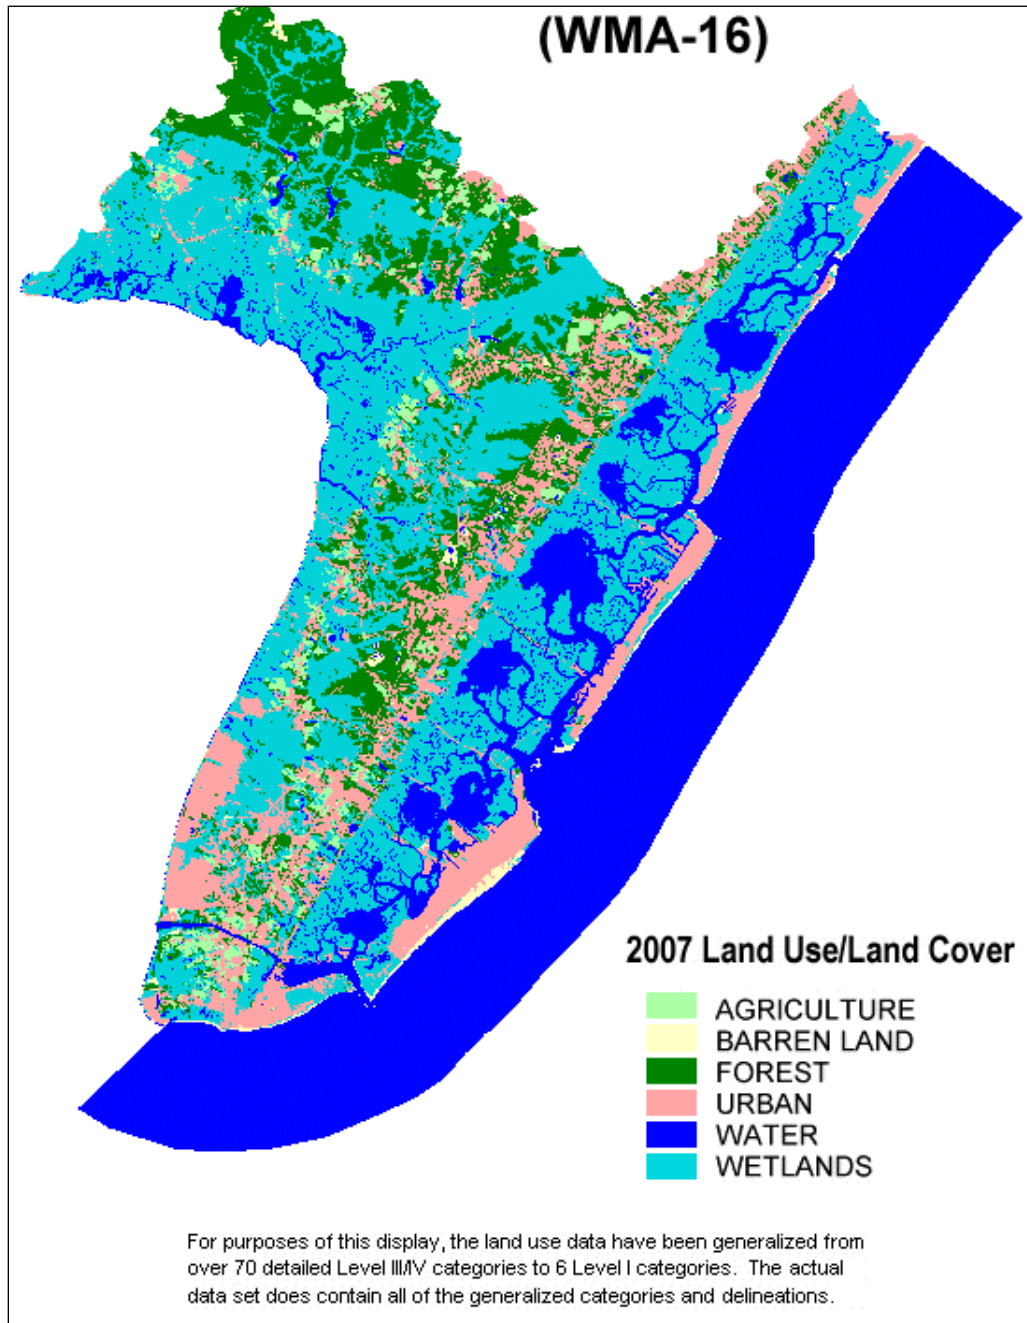 (WMA-16)
2007 Land Use/Land Cover
AGRICULTURE
BARREN LAND
FOREST
URBAN
WATER
WETLANDS
For purposes of this display, the land use data have been generalized from
over 70 detailed Level III/IV categories to 6 Level I categories.  The actual
data set does contain all of the generalized categories and delineations.